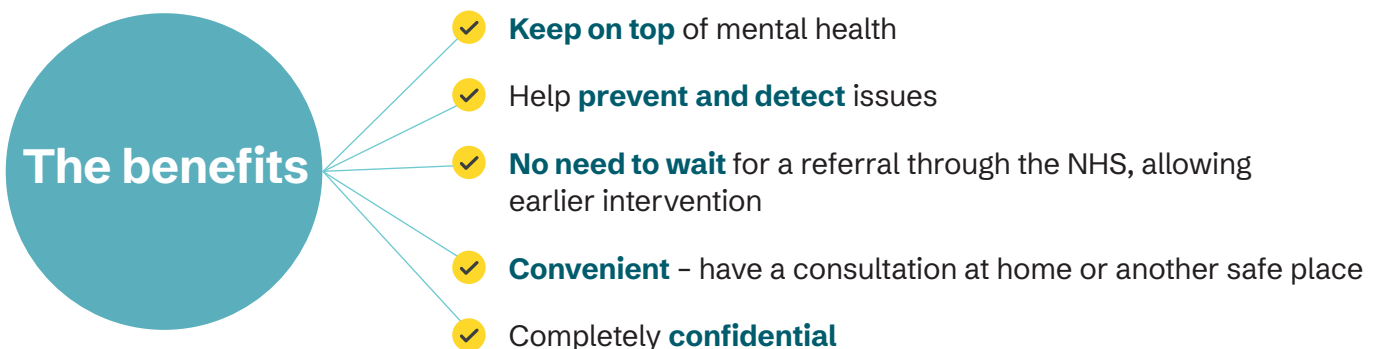 The benefits
Keep on top of mental health
Help prevent and detect issues
No need to wait for a referral through the NHS, allowing
earlier intervention
Convenient – have a consultation at home or another safe place
Completely confidential